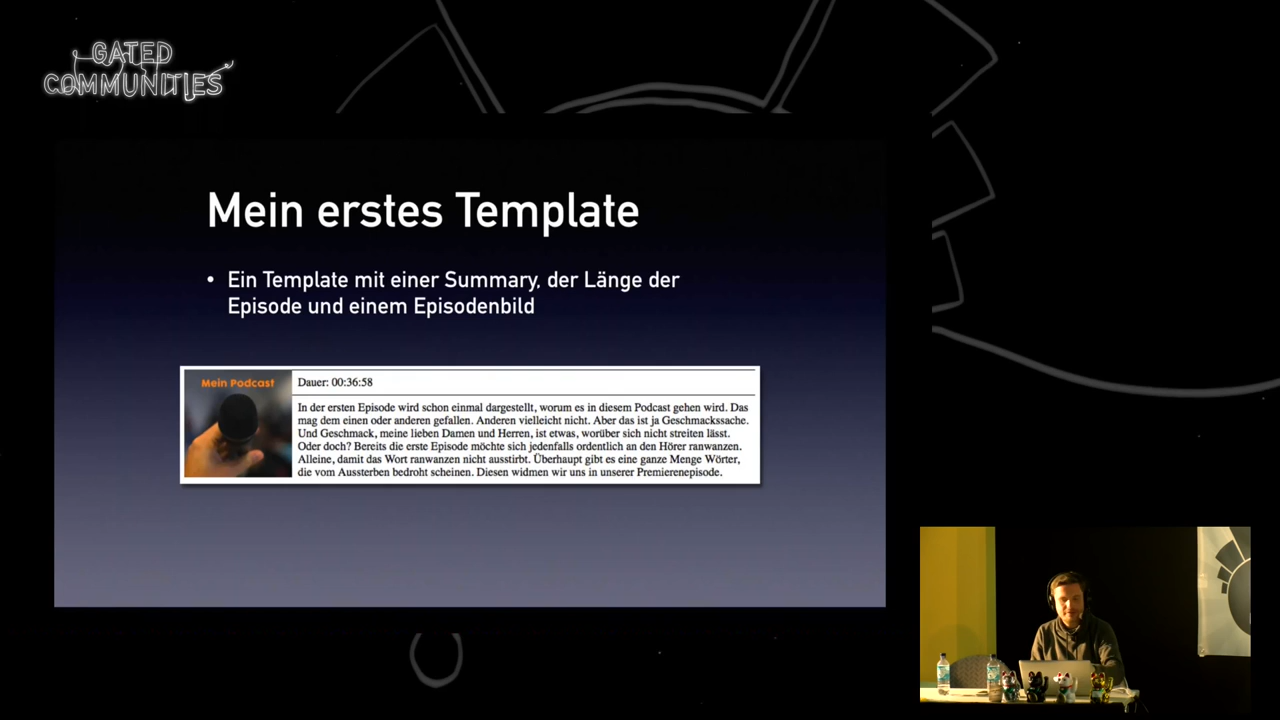 GATED
COMMUNITIES
Mein erstes Template
• Ein Template mit einer Summary, der Länge der
Episode und einem Episodenbild
Mein Podcast
Dauer: 00:36:58
In der ersten Episode wird schon einmal dargestellt, worum es in diesem Podcast gehen wird. Das
mag dem einen oder anderen gefallen. Anderen vielleicht nicht. Aber das ist ja Geschmackssache.
Und Geschmack, meine lieben Damen und Herren, ist etwas, worüber sich nicht streiten lässt.
Oder doch? Bereits die erste Episode möchte sich jedenfalls ordentlich an den Hörer ranwanzen.
Alleine, damit das Wort ranwanzen nicht ausstirbt. Überhaupt gibt es eine ganze Menge Wörter,
die vom Aussterben bedroht scheinen. Diesen widmen wir uns in unserer Premierenepisode.